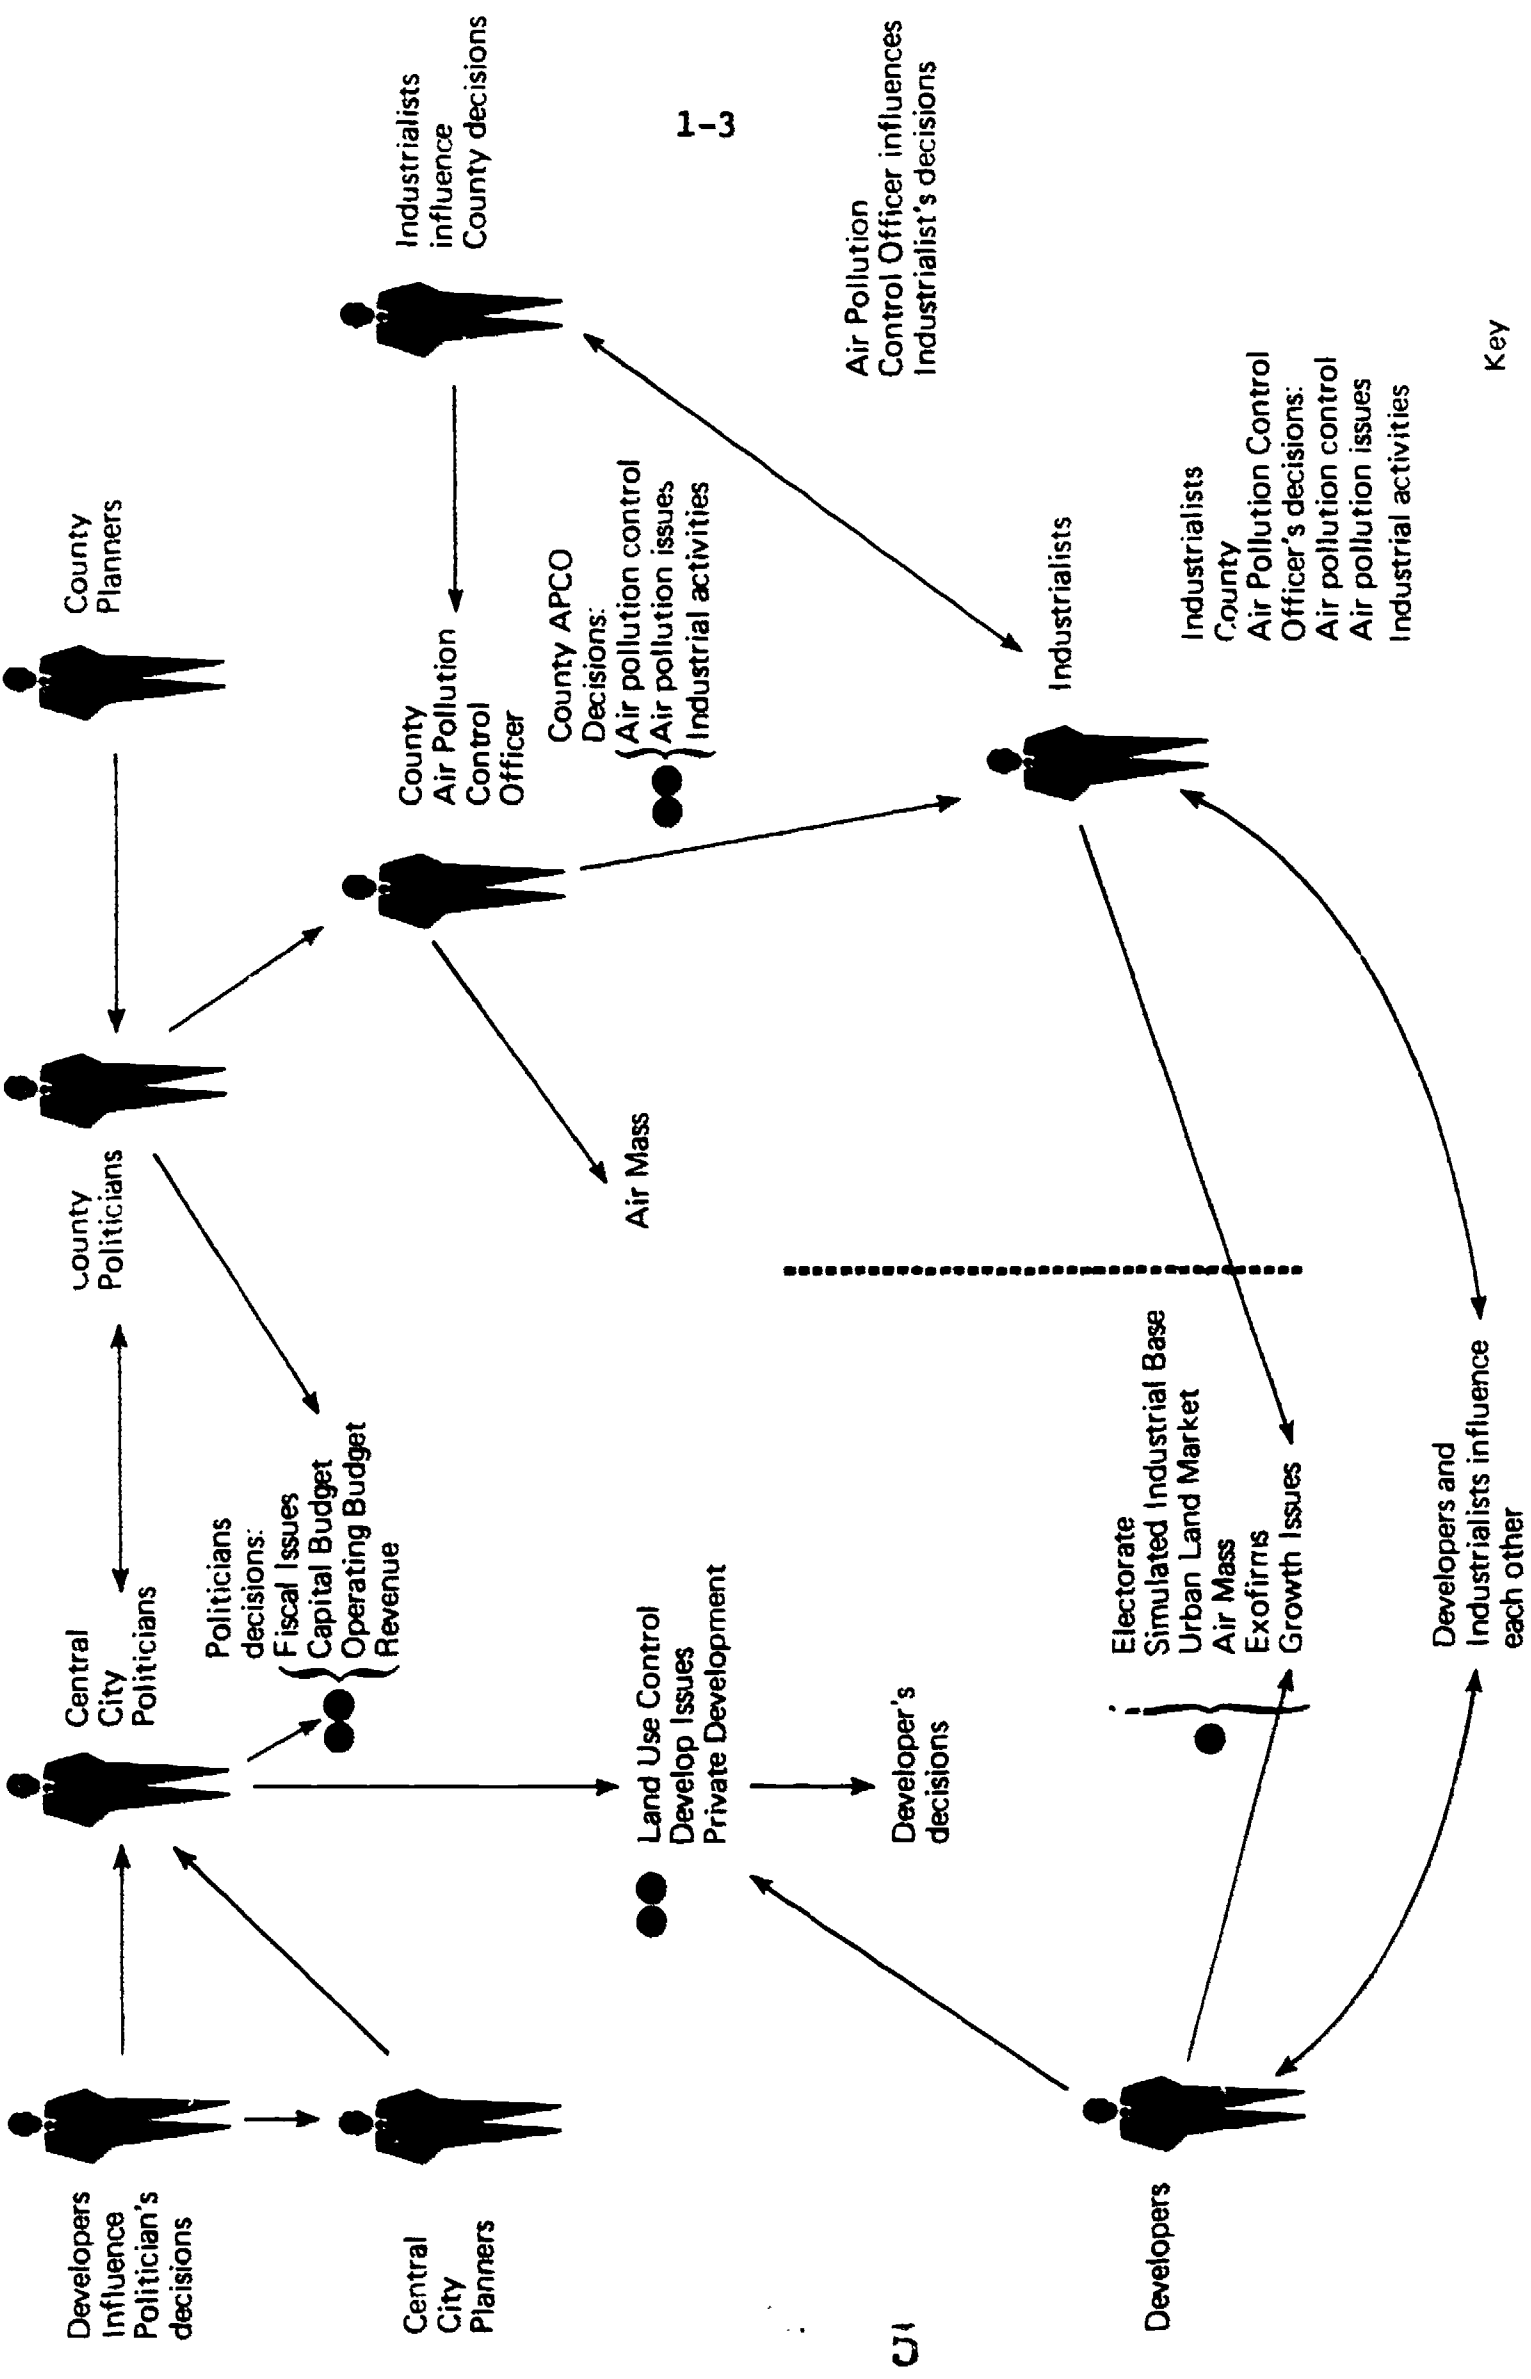 Developers
Influence
Politician's
decisions
Central
City
Politicians
County
Politicians
County
Planners
Politicians
decisions:
Fiscal Issues
Capital Budget
Operating Budget
Revenue
Central
City
Planners
County
Air Pollution
Control
Officer
Industrialists
influence
County decisions
County APCO
Decisions:
Air pollution control
Air pollution issues
Industrial activities
Land Use Control
Develop Issues
Private Development
Air Mass
1-3
Developer's
decisions
Air Pollution
Control Officer influences
Industrialist's decisions
Developers
Electorate
Simulated Industrial Base
Urban Land Market
Air Mass
Exofirms
Growth Issues
Industrialists
Industrialists
County
Air Pollution Control
Officer's decisions:
Air pollution control
Air pollution issues
Industrial activities
Developers and
Industrialists influence
each other
Key